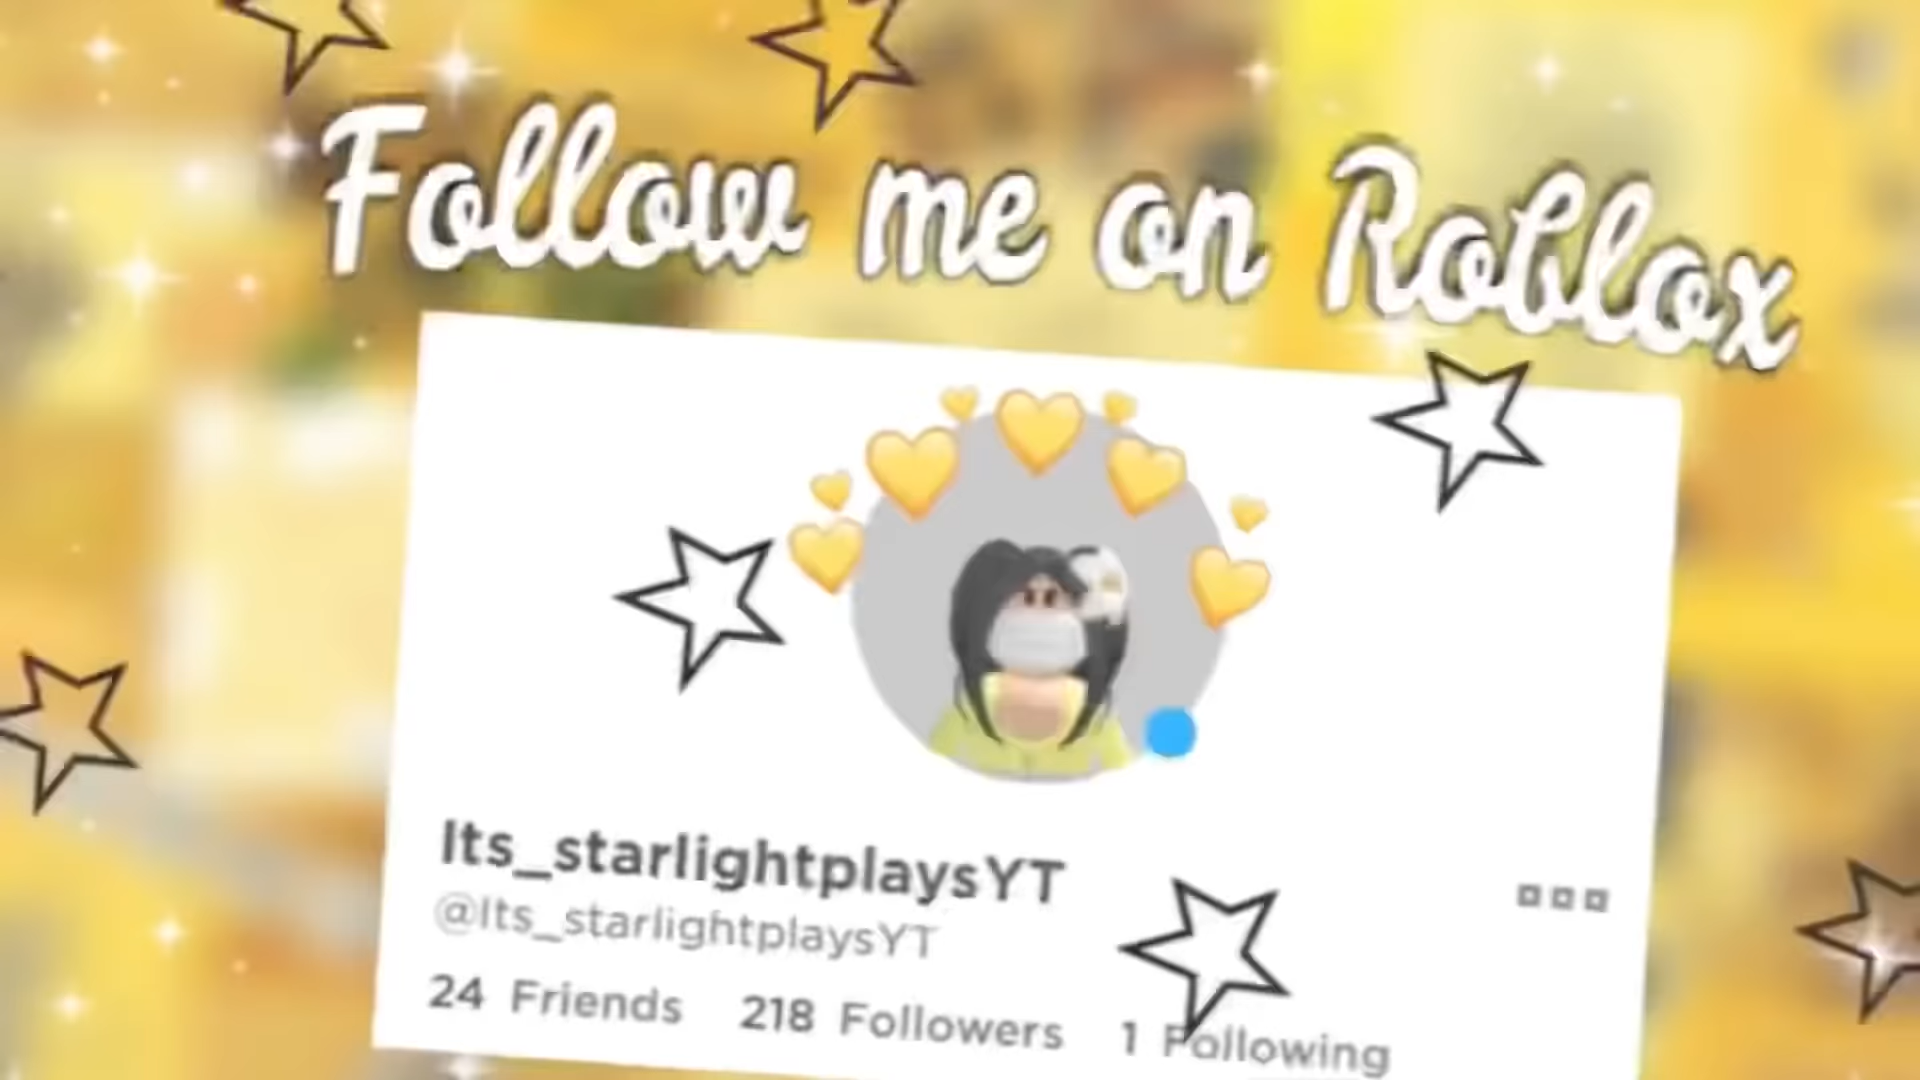 Follow me on Roblox
Its_starlightplaysYT
@Its_starlightplaysYT
24 Friends 218 Followers 1 Following